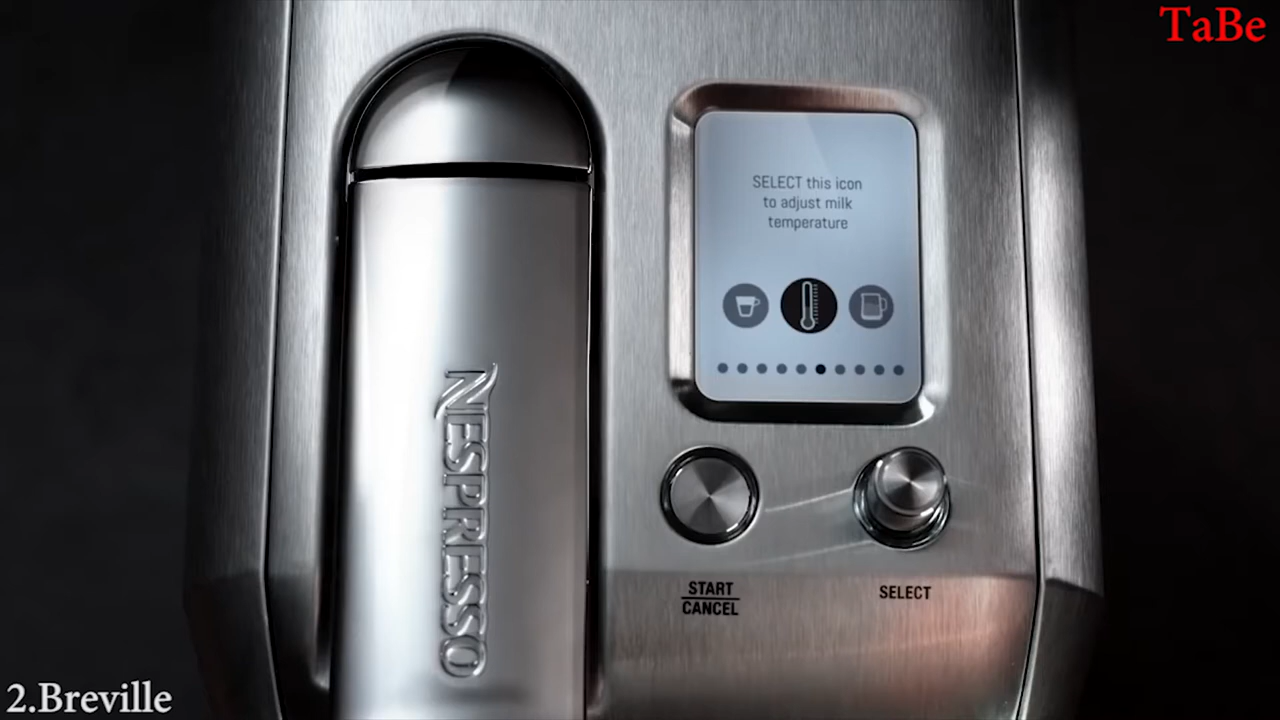 TaBe
SELECT this icon
to adjust milk
temperature
NESPRESSO
START
CANCEL
SELECT
2.Breville